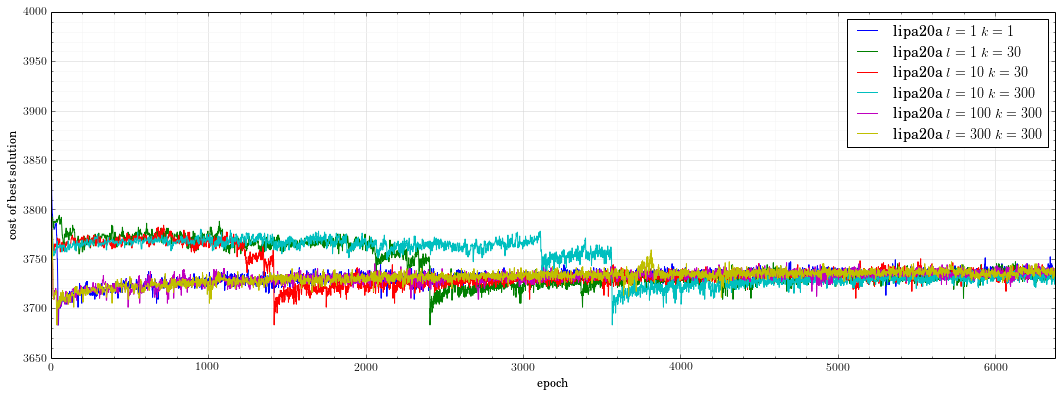 4000
3950
3900
3850
3800
3750
3700
3650
cost of best solution
0
1000
2000
3000
4000
5000
6000
epoch
lipa20a l = 1 k = 1
lipa20a l = 1 k = 30
lipa20a l = 10 k = 30
lipa20a l = 10 k = 300
lipa20a l = 100 k = 300
lipa20a l = 300 k = 300